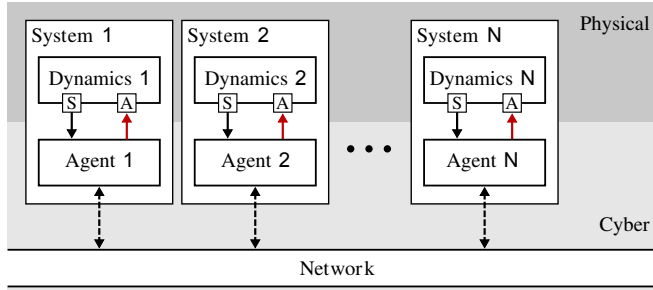 Physical
System 1
System 2
System N
Dynamics 1
Dynamics 2
Dynamics N
S A
S A
S A
Agent 1
Agent 2
Agent N
Cyber
Network